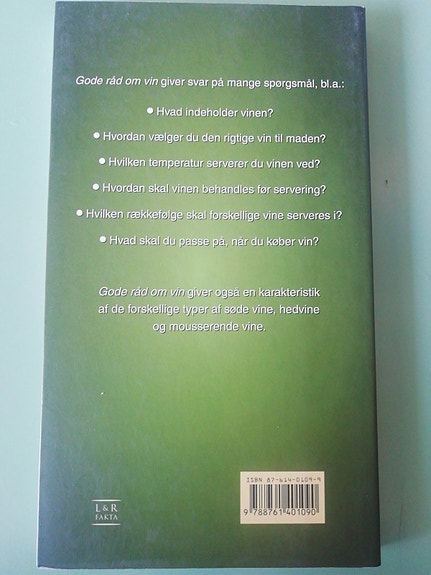 Gode råd om vin giver svar på mange spørgsmål, bl.a.:
• Hvad indeholder vinen?
• Hvordan vælger du den rigtige vin til maden?
• Hvilken temperatur serverer du vinen ved?
• Hvordan skal vinen behandles før servering?
• Hvilken rækkefølge skal forskellige vine serveres i?
• Hvad skal du passe på, når du køber vin?
Gode råd om vin giver også en karakteristik
af de forskellige typer af søde vine, hedvine
og mousserende vine.
L & R
FAKTA
ISBN 87-614-0109-9
9 788761 401090